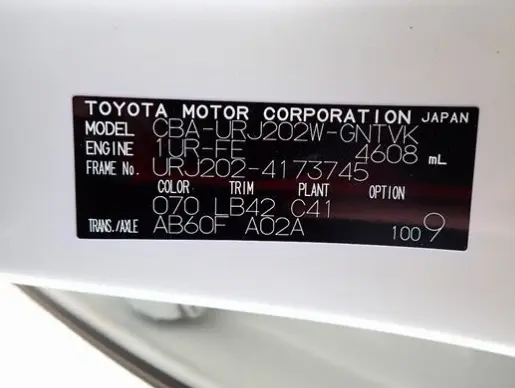 TOYOTA MOTOR CORPORATION JAPAN
MODEL CBA-URJ202W-GNTVK
ENGINE 1UR-FE 4608 mL
FRAME No. URJ202-4173745
COLOR TRIM PLANT OPTION
070 LB42 C41
TRANS./AXLE AB60F A02A 100 9